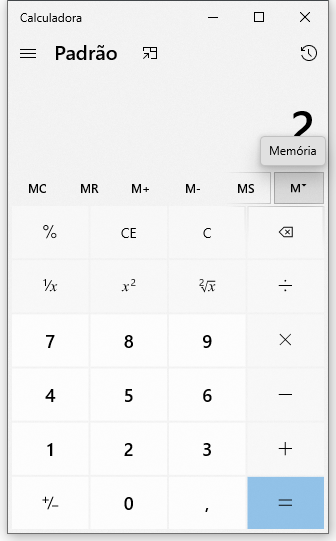 Calculadora
Padrão
2
Memória
MC MR M+ M- MS M▾
% CE C
¹/x x² ²√x ÷
7 8 9 ×
4 5 6 −
1 2 3 +
+/− 0 , =